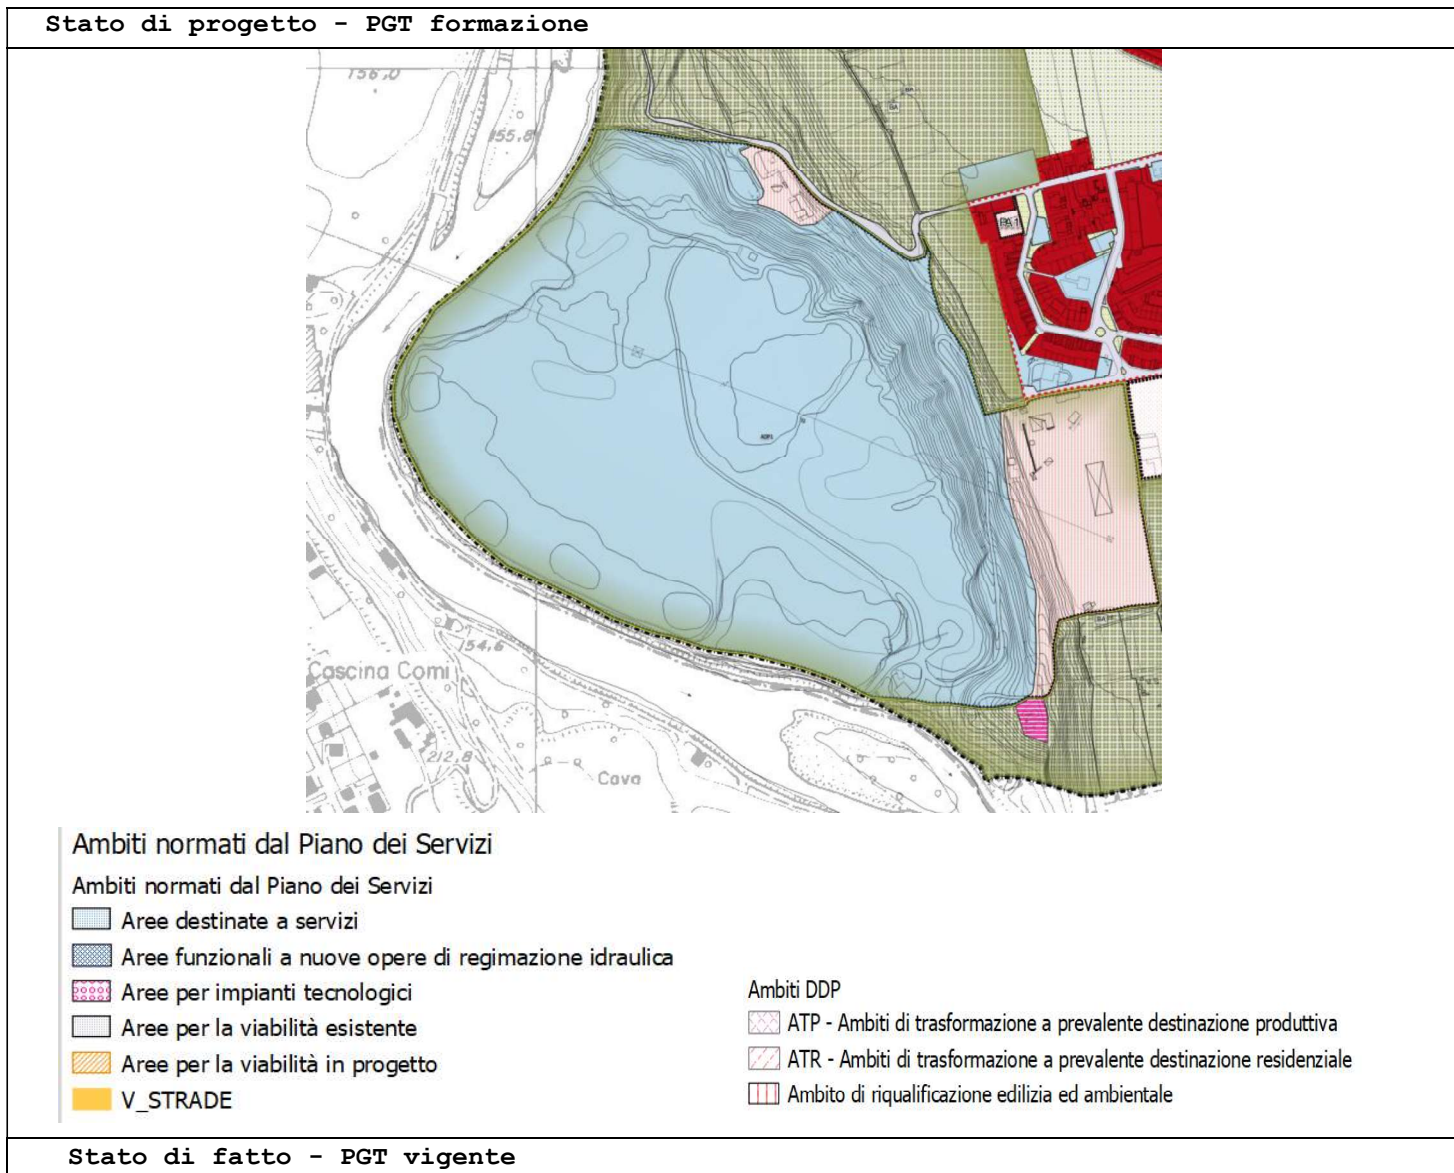 Stato di progetto - PGT formazione
156,0
155,8
PA 1
154,6
Cascina Comi
212,8
Cava
Ambiti normati dal Piano dei Servizi
Ambiti normati dal Piano dei Servizi
Aree destinate a servizi
Aree funzionali a nuove opere di regimazione idraulica
Aree per impianti tecnologici
Aree per la viabilità esistente
Aree per la viabilità in progetto
V_STRADE
Ambiti DDP
ATP - Ambiti di trasformazione a prevalente destinazione produttiva
ATR - Ambiti di trasformazione a prevalente destinazione residenziale
Ambito di riqualificazione edilizia ed ambientale
Stato di fatto - PGT vigente